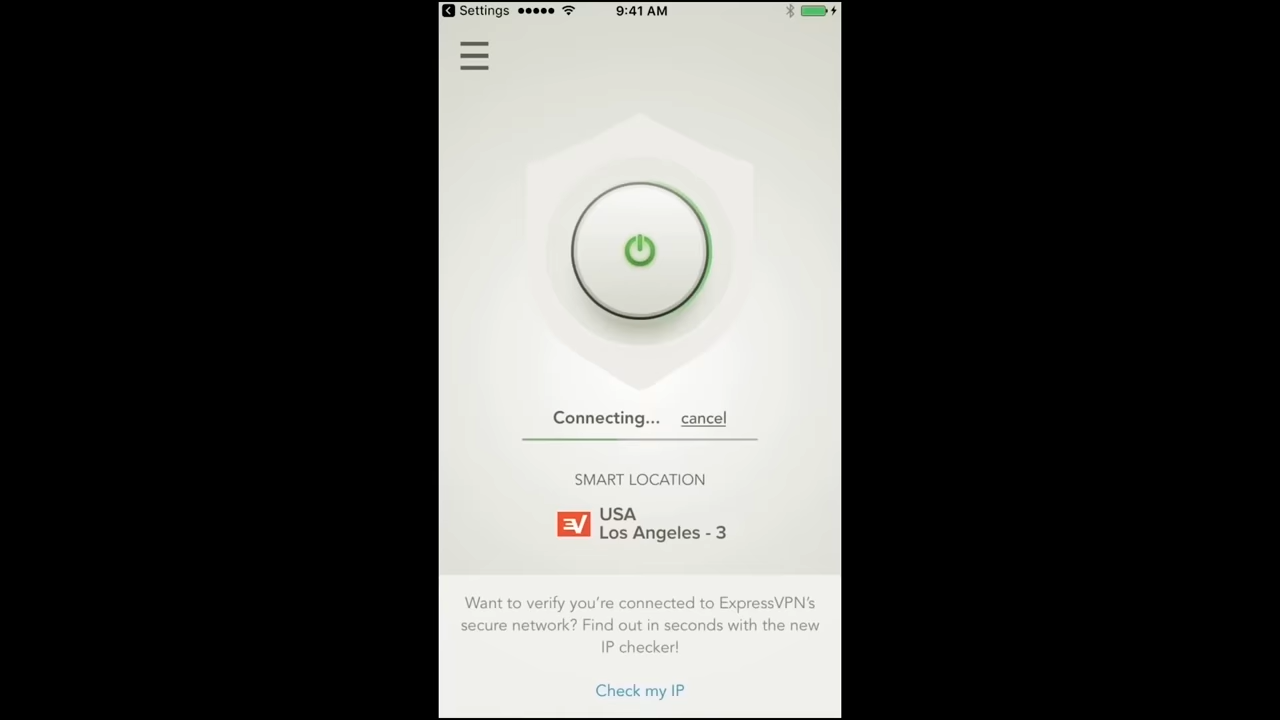 Settings 9:41 AM
Connecting... cancel
SMART LOCATION
USA
Los Angeles - 3
Want to verify you're connected to ExpressVPN's
secure network? Find out in seconds with the new
IP checker!
Check my IP